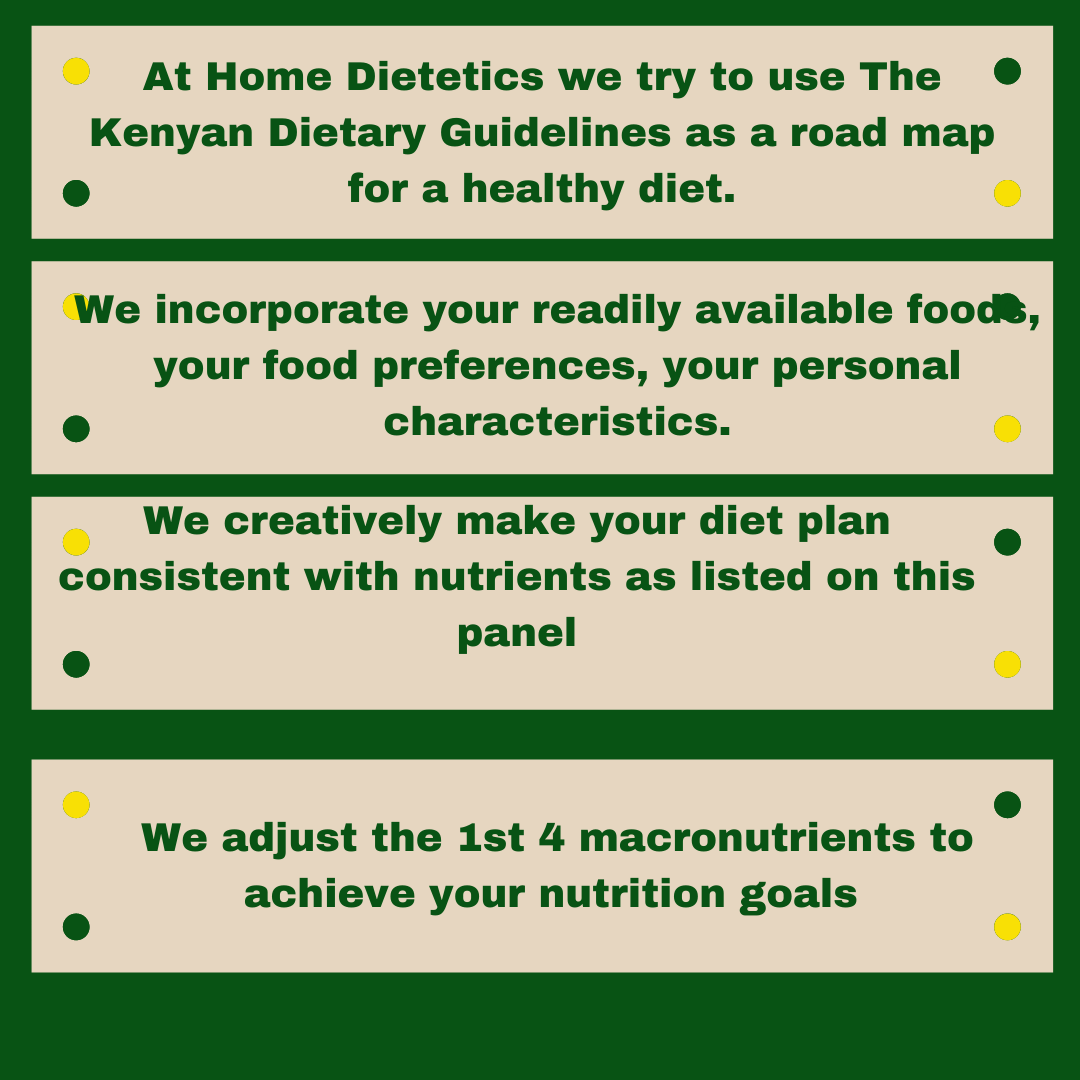 At Home Dietetics we try to use The
Kenyan Dietary Guidelines as a road map
for a healthy diet.
We incorporate your readily available foods,
your food preferences, your personal
characteristics.
We creatively make your diet plan
consistent with nutrients as listed on this
panel
We adjust the 1st 4 macronutrients to
achieve your nutrition goals